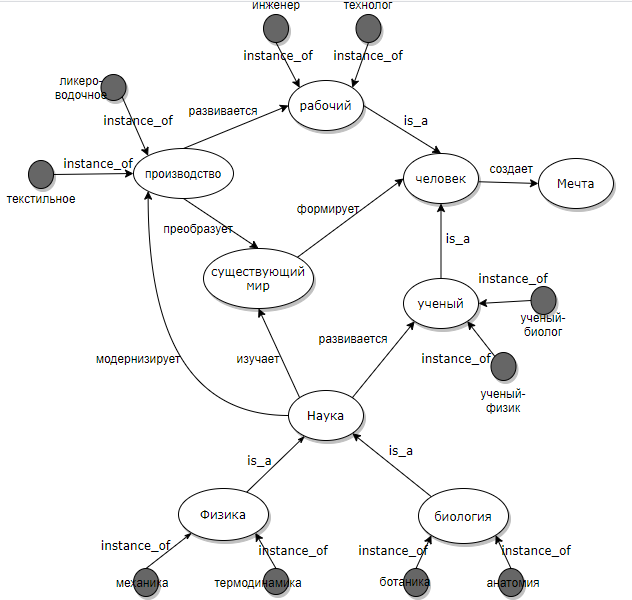 инженер
технолог
instance_of
instance_of
ликеро-
водочное
instance_of
развивается
рабочий
is_a
instance_of
текстильное
производство
человек
создает
Мечта
преобразует
формирует
is_a
существующий
мир
ученый
instance_of
ученый-
биолог
модернизирует
изучает
развивается
instance_of
ученый-
физик
Наука
is_a
is_a
Физика
биология
instance_of
instance_of
instance_of
instance_of
механика
термодинамика
ботаника
анатомия